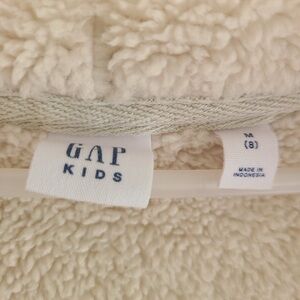 GAP
KIDS
M
(8)
MADE IN
INDONESIA